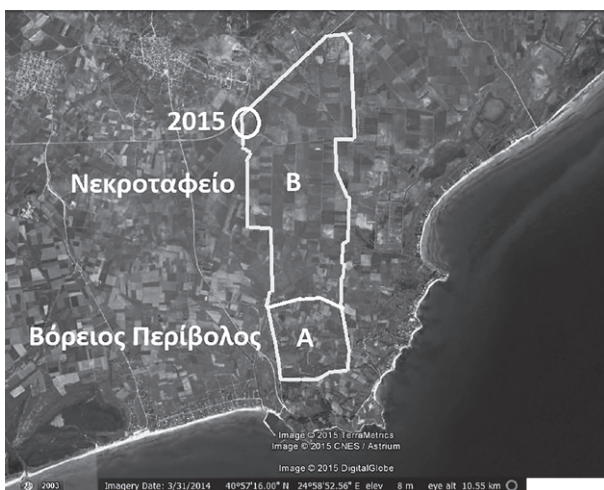 2015
Νεκροταφείο
B
Βόρειος Περίβολος
A
Image © 2015 TerraMetrics
Image © 2015 CNES / Astrium
Image © 2015 DigitalGlobe
2003
Imagery Date: 3/31/2014 40°57'16.00" N 24°58'52.56" E elev 8 m eye alt 10.55 km